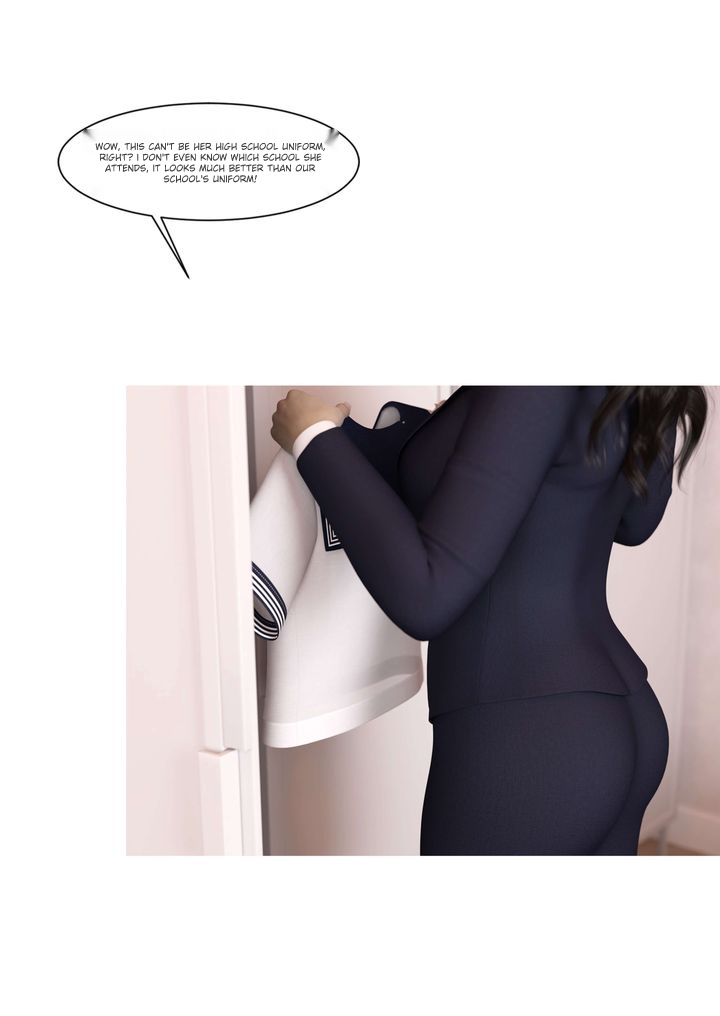 WOW, THIS CAN'T BE HER HIGH SCHOOL UNIFORM,
RIGHT? I DON'T EVEN KNOW WHICH SCHOOL SHE
ATTENDS, IT LOOKS MUCH BETTER THAN OUR
SCHOOL'S UNIFORM!